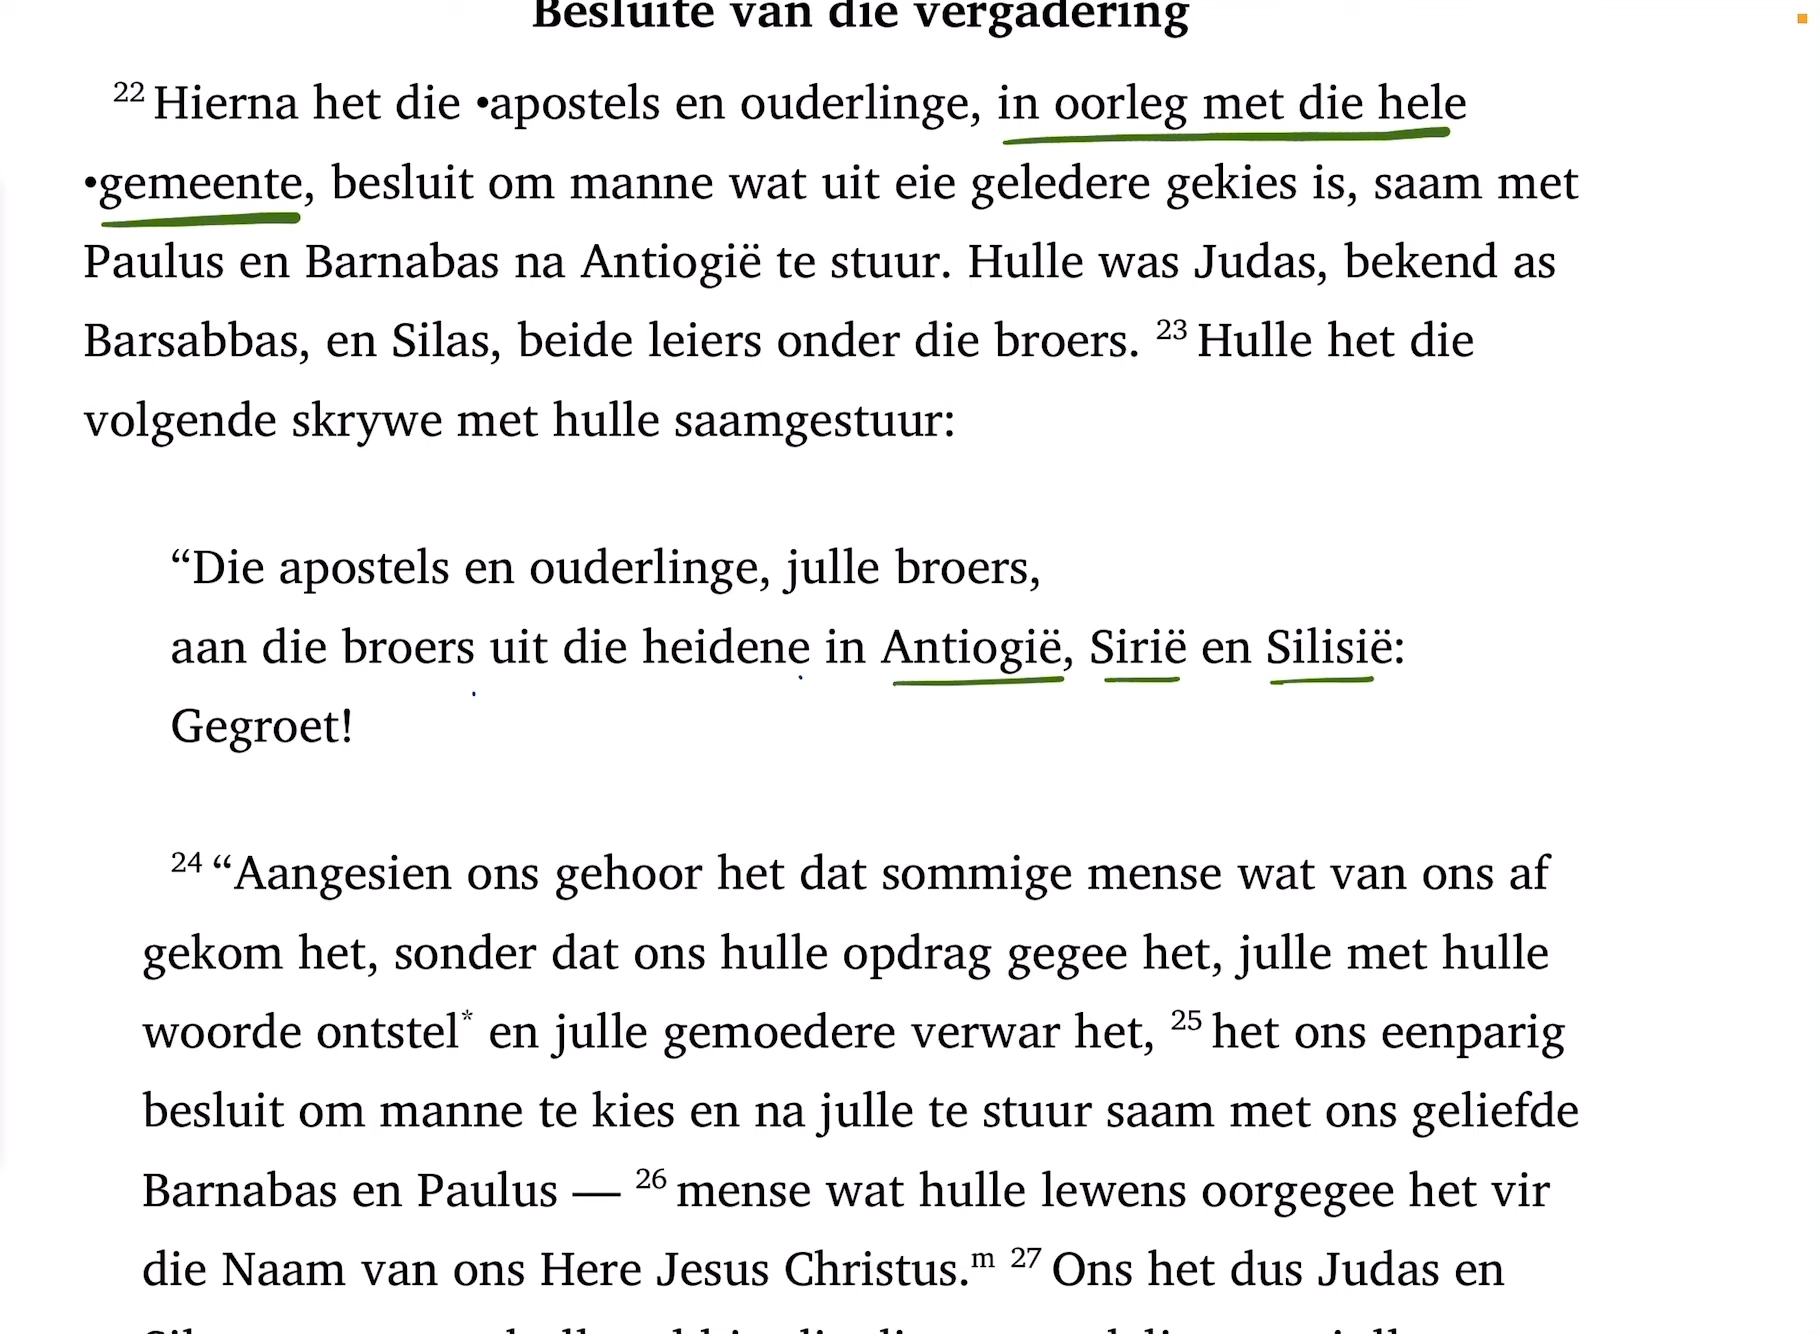 Besluite van die vergadering
22 Hierna het die •apostels en ouderlinge, in oorleg met die hele
•gemeente, besluit om manne wat uit eie geledere gekies is, saam met
Paulus en Barnabas na Antiogië te stuur. Hulle was Judas, bekend as
Barsabbas, en Silas, beide leiers onder die broers. 23 Hulle het die
volgende skrywe met hulle saamgestuur:
“Die apostels en ouderlinge, julle broers,
aan die broers uit die heidene in Antiogië, Sirië en Silisië:
Gegroet!
24 “Aangesien ons gehoor het dat sommige mense wat van ons af
gekom het, sonder dat ons hulle opdrag gegee het, julle met hulle
woorde ontstel* en julle gemoedere verwar het, 25 het ons eenparig
besluit om manne te kies en na julle te stuur saam met ons geliefde
Barnabas en Paulus — 26 mense wat hulle lewens oorgegee het vir
die Naam van ons Here Jesus Christus.m 27 Ons het dus Judas en